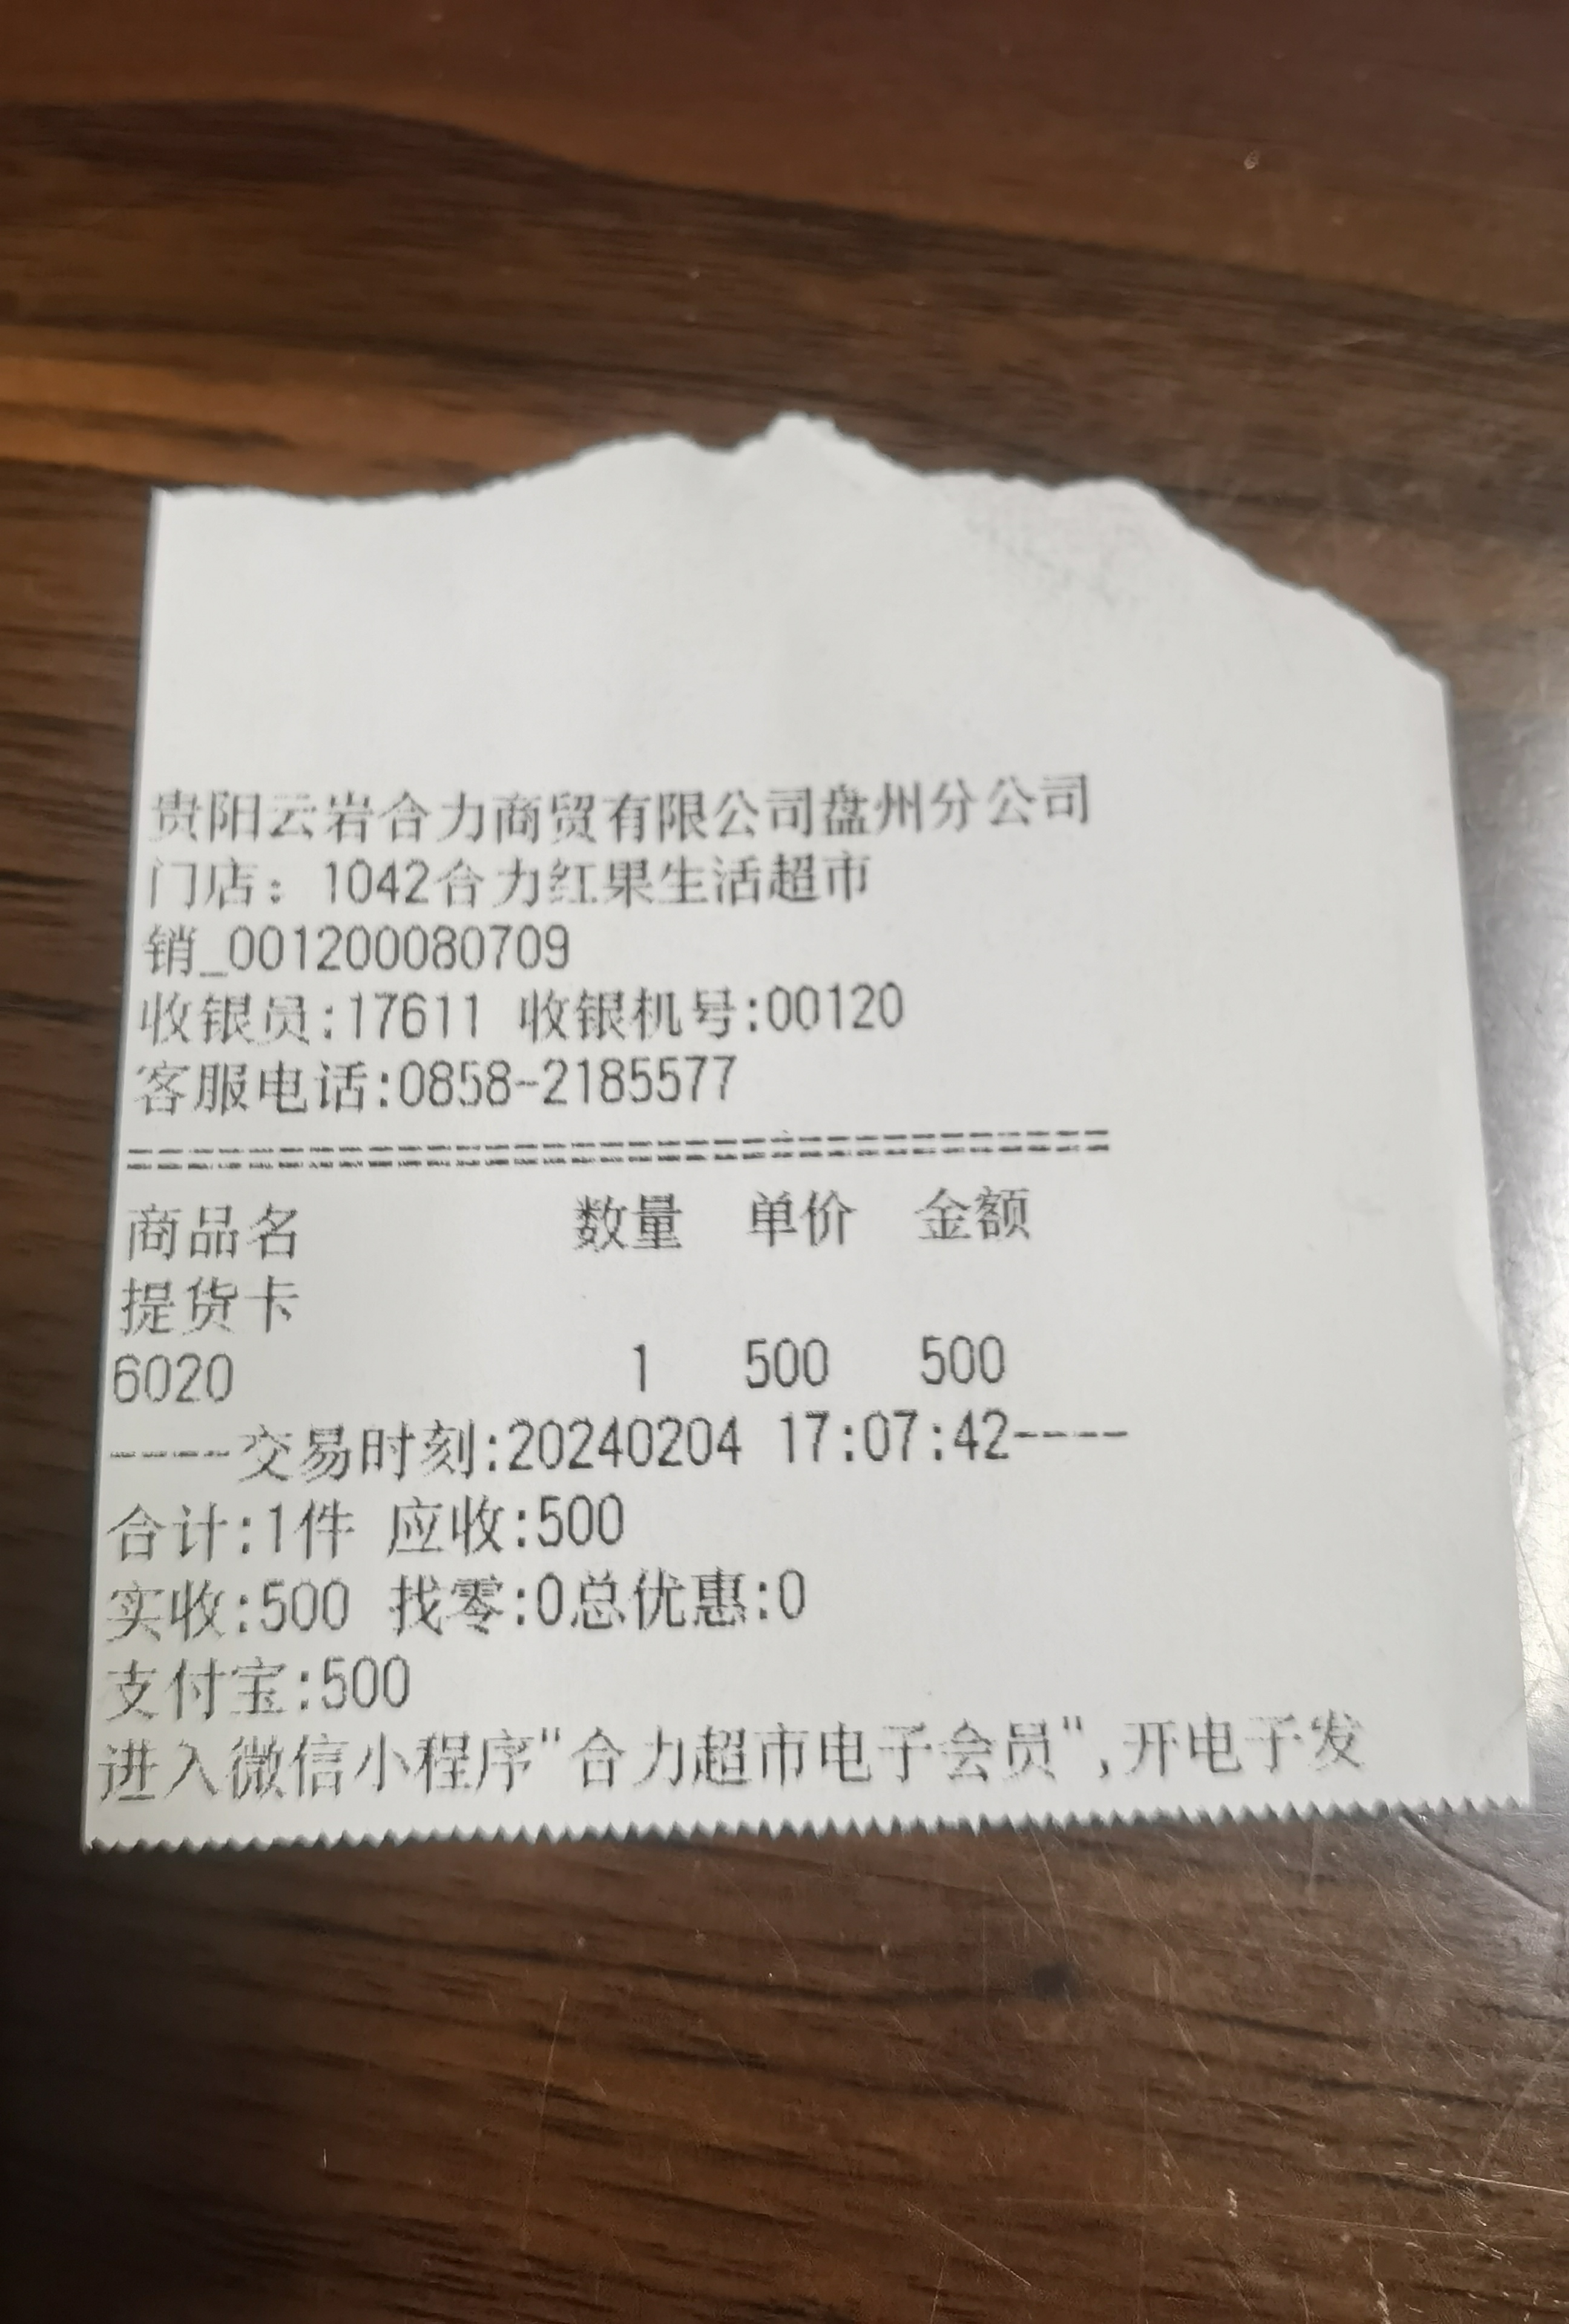 贵阳云岩合力商贸有限公司盘州分公司
门店：1042合力红果生活超市
销_001200080709
收银员:17611 收银机号:00120
客服电话:0858-2185577
==================================
商品名 数量 单价 金额
提货卡
6020 1 500 500
----交易时刻:20240204 17:07:42----
合计:1件 应收:500
实收:500 找零:0总优惠:0
支付宝:500
进入微信小程序"合力超市电子会员",开电子发